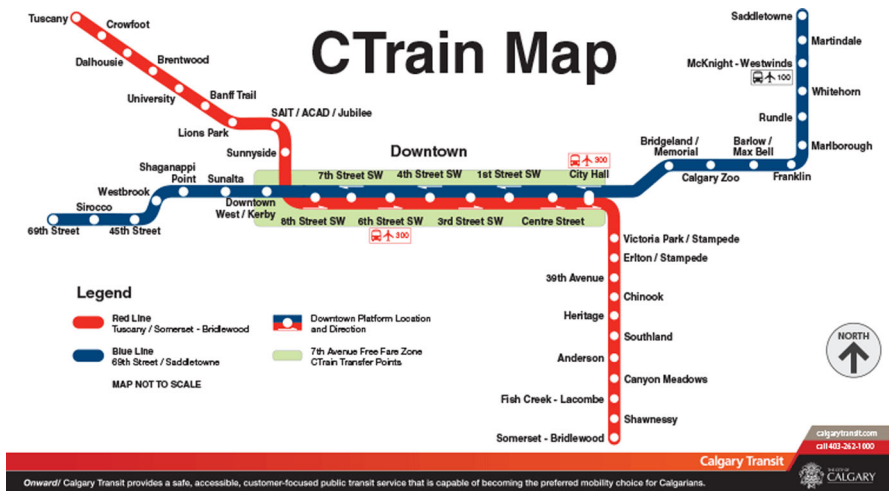 CTrain Map
Tuscany
Crowfoot
Dalhousie
Brentwood
University
Banff Trail
Lions Park
SAIT / ACAD / Jubilee
Sunnyside
Downtown
7th Street SW
4th Street SW
1st Street SW
300
City Hall
8th Street SW
6th Street SW
3rd Street SW
Centre Street
300
Downtown
West / Kerby
Sunalta
Shaganappi
Point
Westbrook
45th Street
Sirocco
69th Street
Saddletowne
Martindale
McKnight - Westwinds
100
Whitehorn
Rundle
Marlborough
Franklin
Barlow /
Max Bell
Calgary Zoo
Bridgeland /
Memorial
Victoria Park / Stampede
Erlton / Stampede
39th Avenue
Chinook
Heritage
Southland
Anderson
Canyon Meadows
Fish Creek - Lacombe
Shawnessy
Somerset - Bridlewood
Legend
Red Line
Tuscany / Somerset - Bridlewood
Blue Line
69th Street / Saddletowne
MAP NOT TO SCALE
Downtown Platform Location
and Direction
7th Avenue Free Fare Zone
CTrain Transfer Points
NORTH
calgarytransit.com
call 403-262-1000
Calgary Transit
Onward/ Calgary Transit provides a safe, accessible, customer-focused public transit service that is capable of becoming the preferred mobility choice for Calgarians.
THE CITY OF
CALGARY